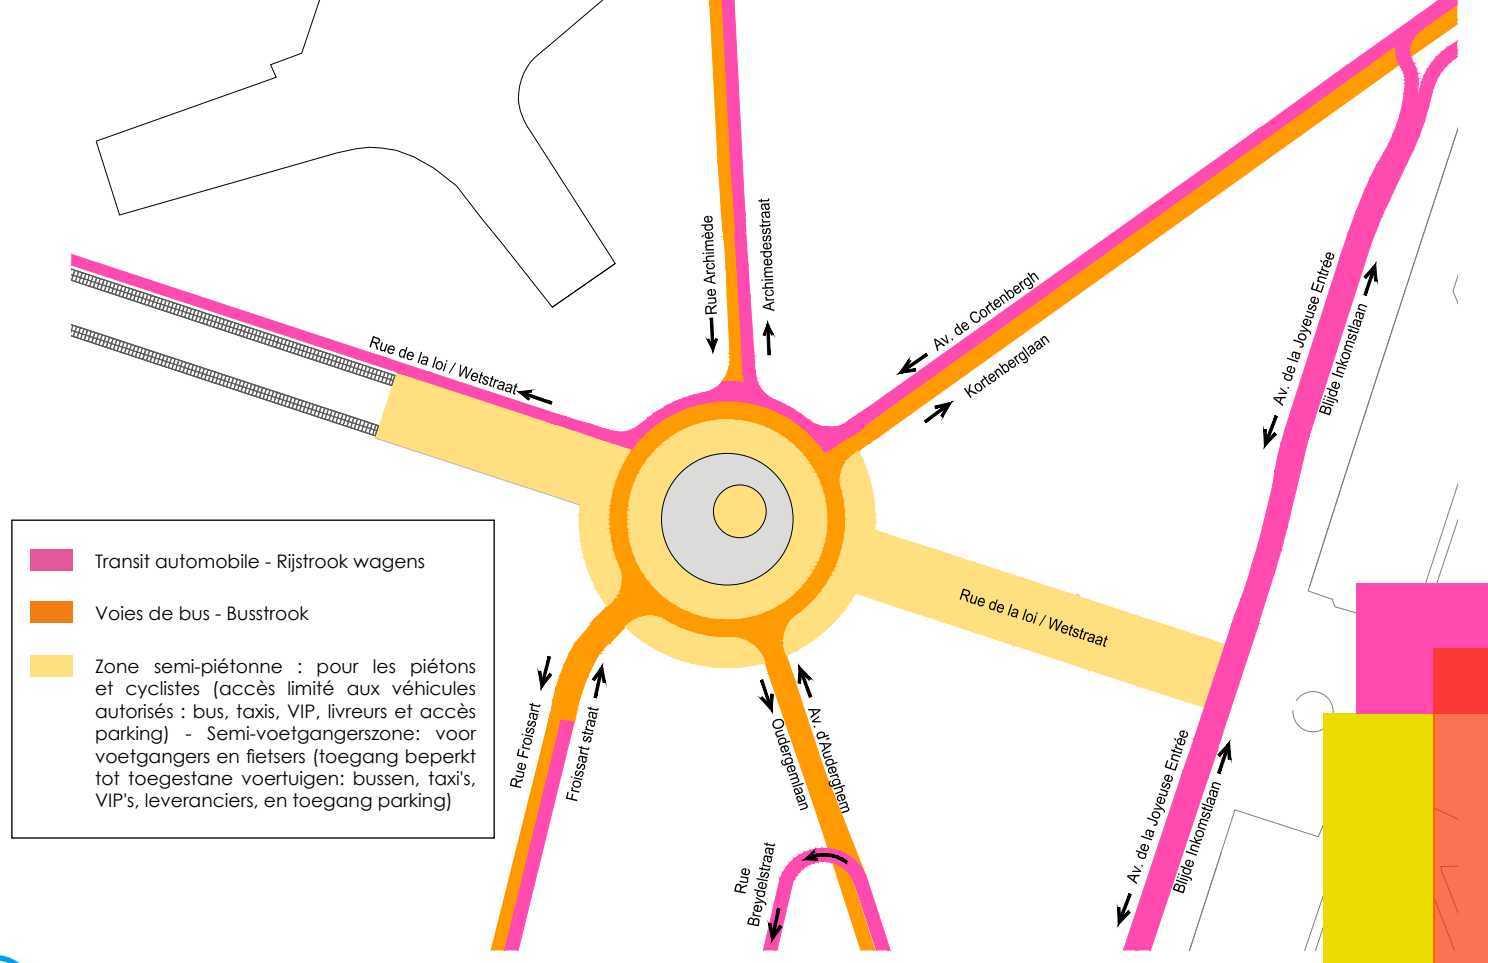 Rue Archimède
Archimedesstraat
Av. de Cortenbergh
Kortenberglaan
Rue de la loi / Wetstraat
Av. de la Joyeuse Entrée
Blijde Inkomstlaan
Rue de la loi / Wetstraat
Transit automobile - Rijstrook wagens
Voies de bus - Busstrook
Zone semi-piétonne : pour les piétons
et cyclistes (accès limité aux véhicules
autorisés : bus, taxis, VIP, livreurs et accès
parking) - Semi-voetgangerszone: voor
voetgangers en fietsers (toegang beperkt
tot toegestane voertuigen: bussen, taxi's,
VIP's, leveranciers, en toegang parking)
Rue Froissart
Froissart straat
Oudergemlaan
Av. d'Auderghem
Rue
Breydelstraat
Av. de la Joyeuse Entrée
Blijde Inkomstlaan